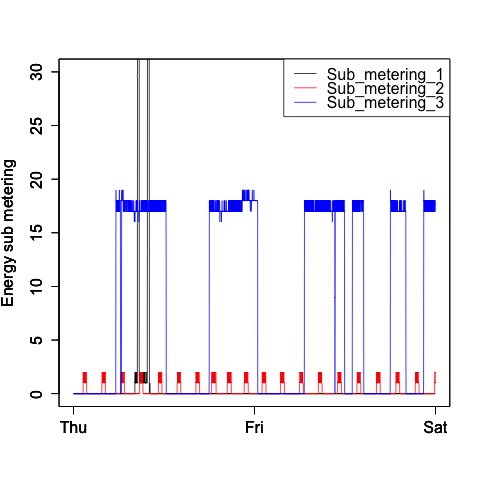 Sub_metering_1
Sub_metering_2
Sub_metering_3
Energy sub metering
30
25
20
15
10
5
0
Thu Fri Sat